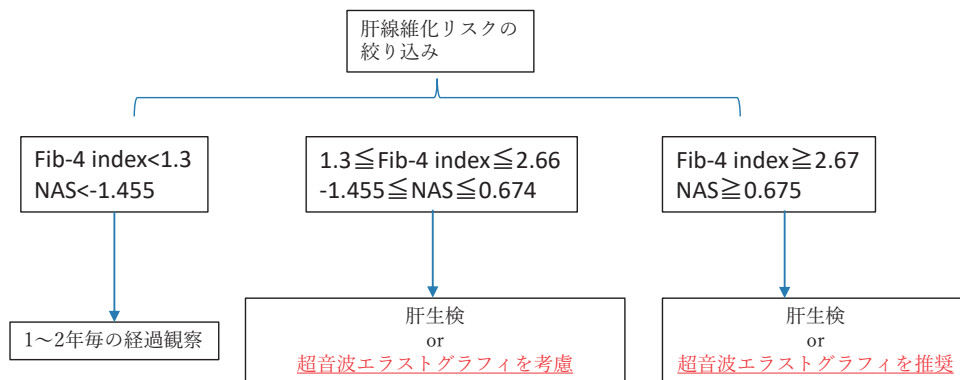 肝線維化リスクの
絞り込み
Fib-4 index<1.3
NAS<-1.455
1.3≦Fib-4 index≦2.66
-1.455≦NAS≦0.674
Fib-4 index≧2.67
NAS≧0.675
1～2年毎の経過観察
肝生検
or
超音波エラストグラフィを考慮
肝生検
or
超音波エラストグラフィを推奨